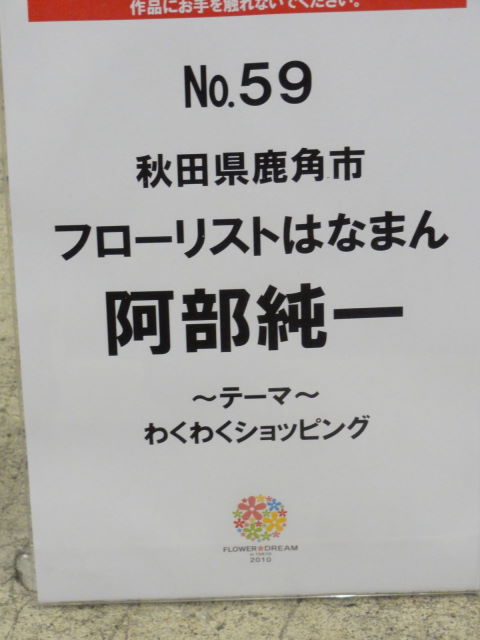 作品にお手を触れないでください。
No.59
秋田県鹿角市
フローリストはなまん
阿部純一
～テーマ～
わくわくショッピング
FLOWER DREAM
in TOKYO
2010